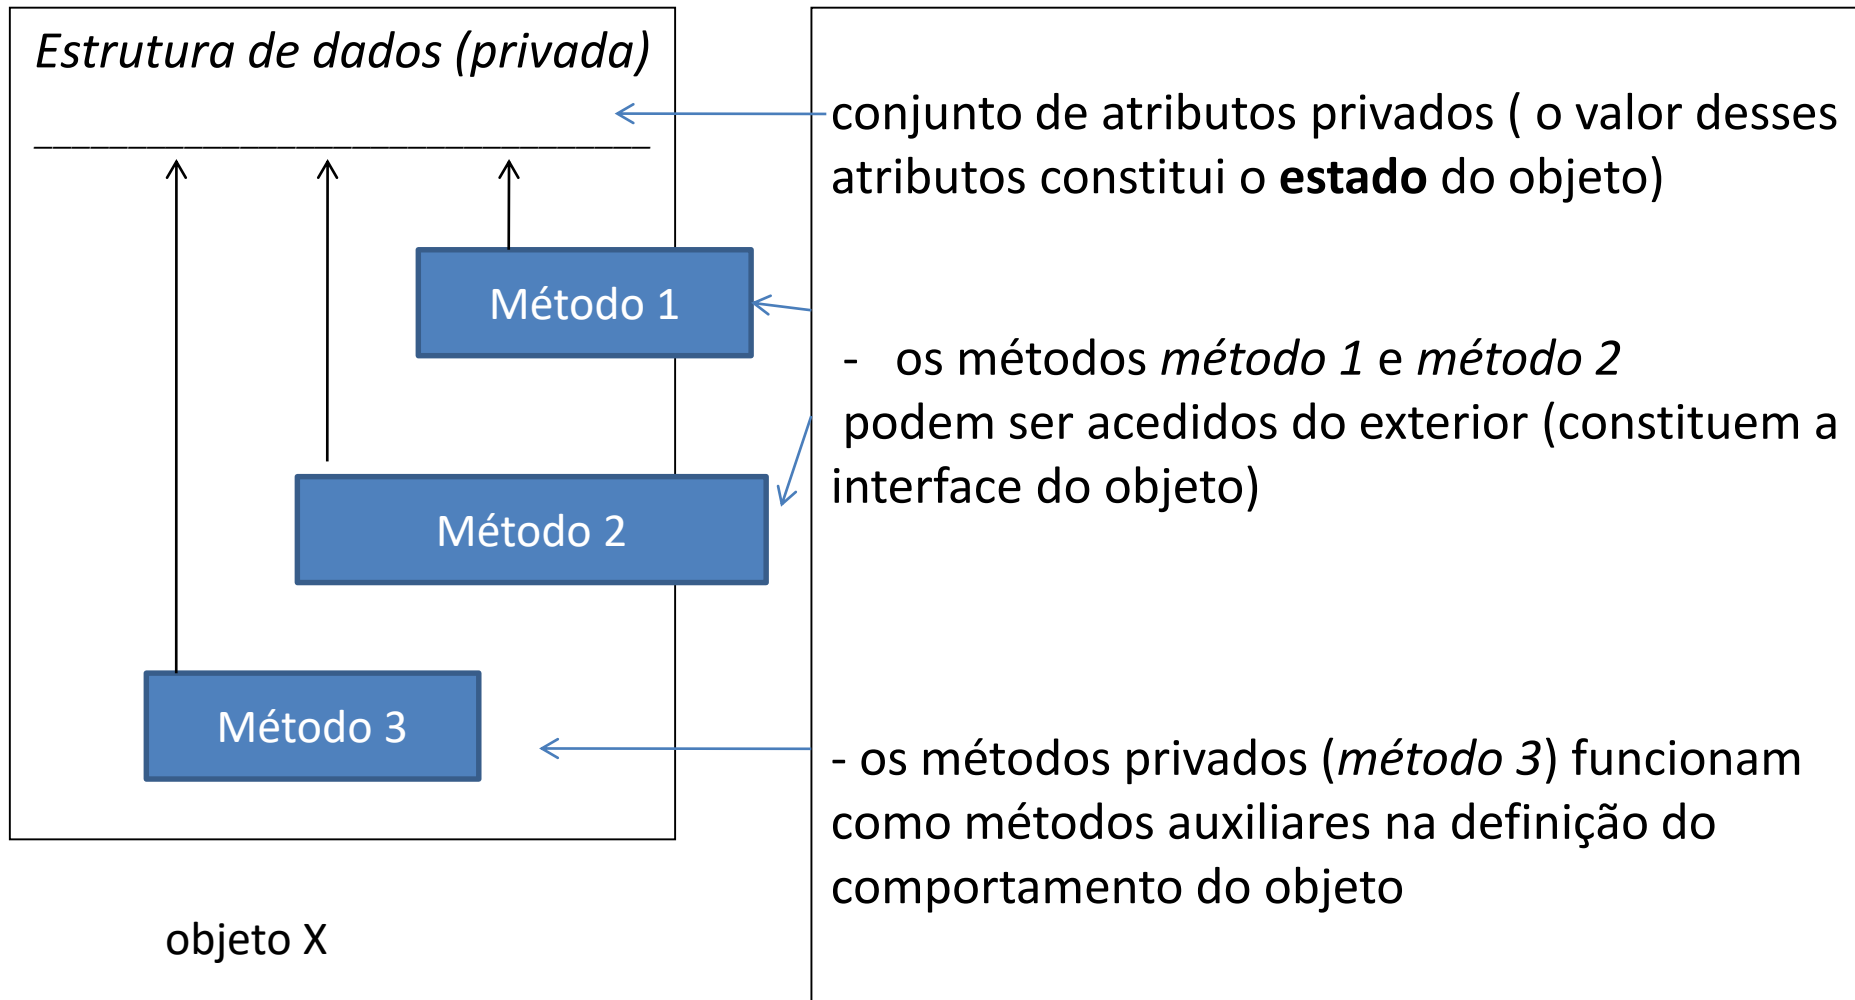 Estrutura de dados (privada)
conjunto de atributos privados ( o valor desses
atributos constitui o estado do objeto)
Método 1
- os métodos método 1 e método 2
podem ser acedidos do exterior (constituem a
interface do objeto)
Método 2
Método 3
- os métodos privados (método 3) funcionam
como métodos auxiliares na definição do
comportamento do objeto
objeto X